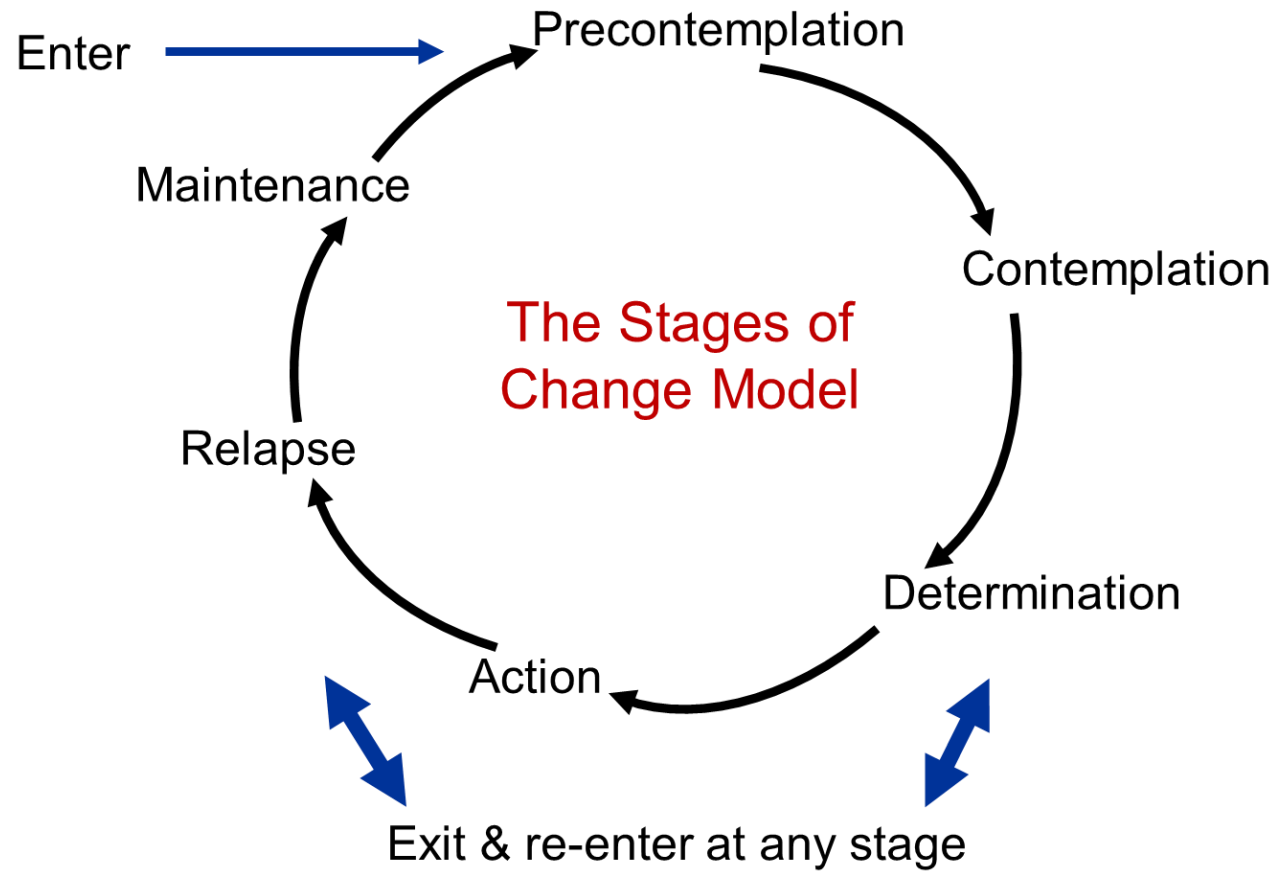 Precontemplation
Enter
Maintenance
Contemplation
The Stages of
Change Model
Relapse
Determination
Action
Exit & re-enter at any stage